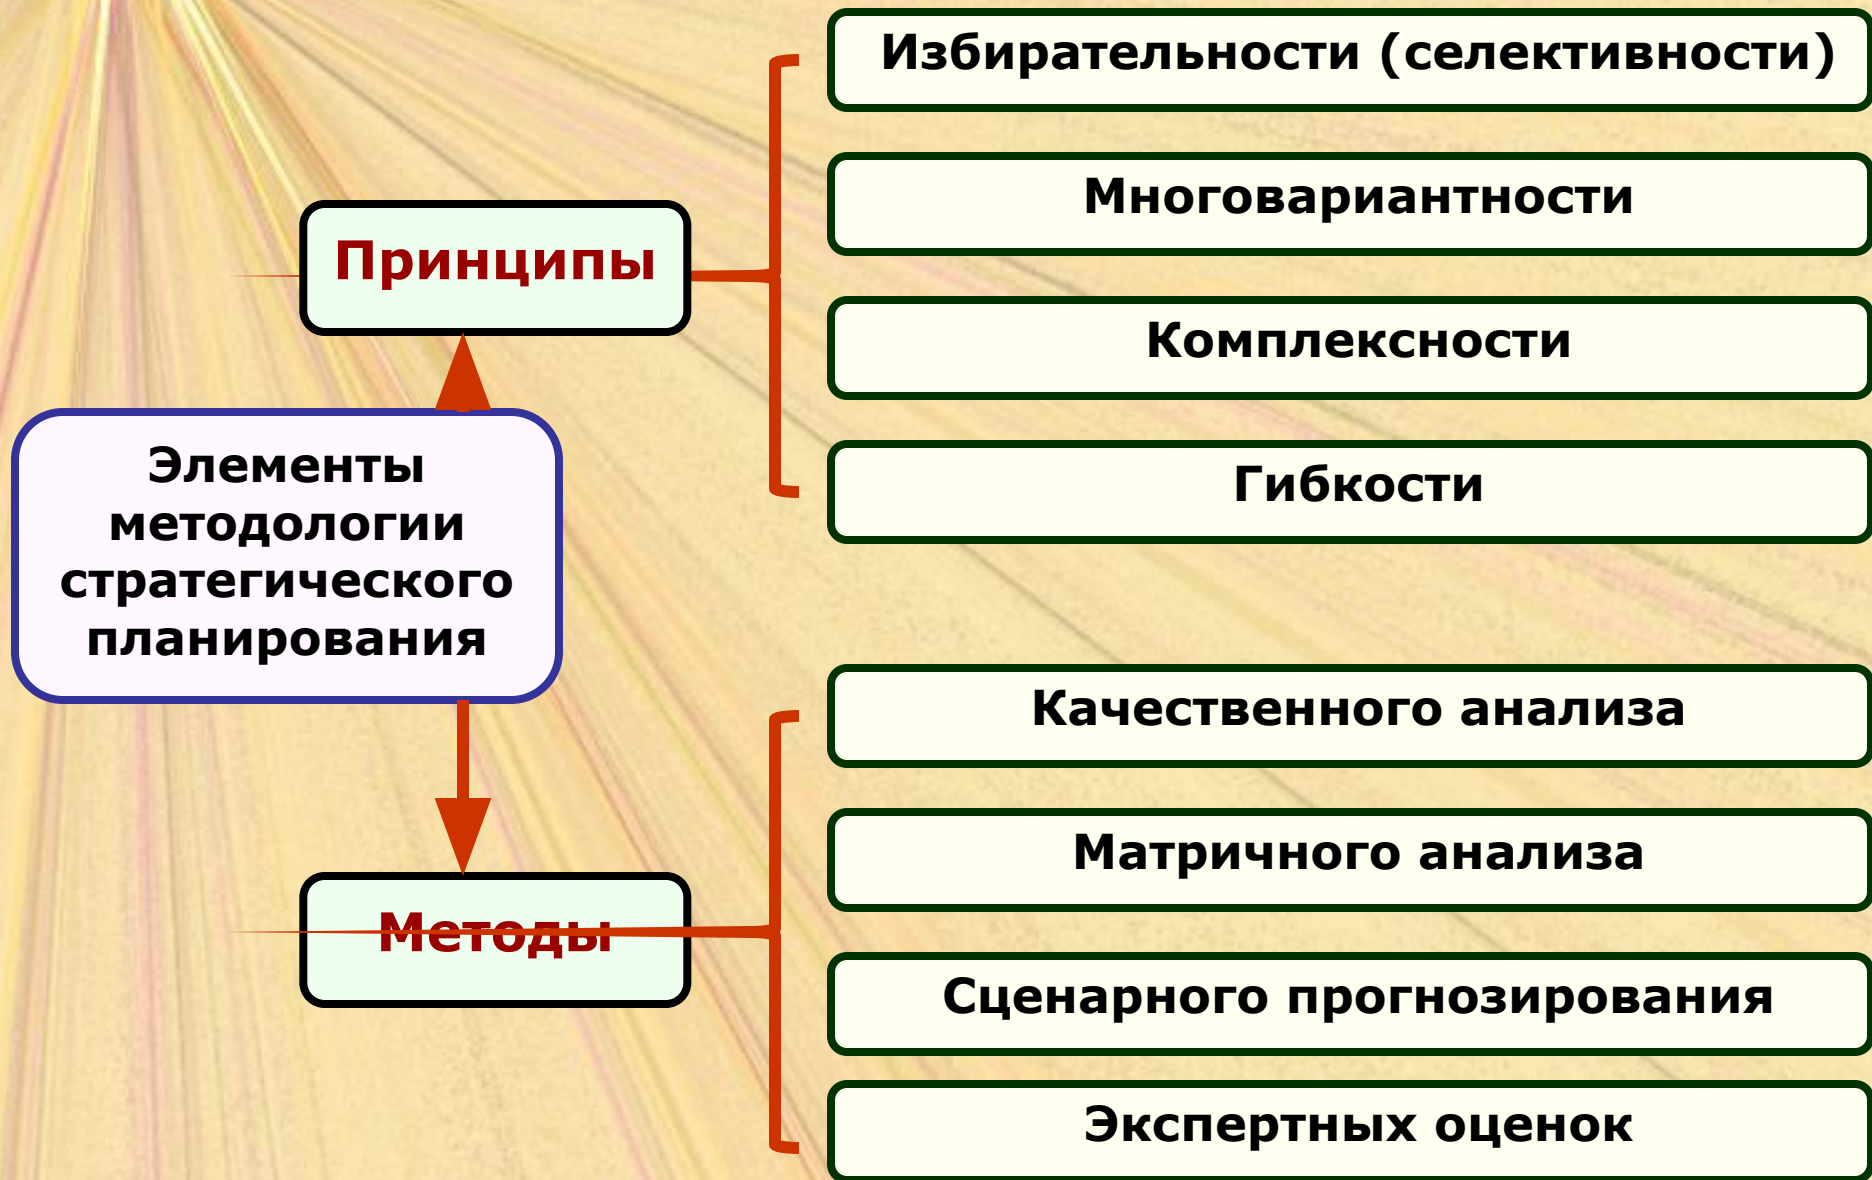 Избирательности (селективности)
Многовариантности
Принципы
Комплексности
Гибкости
Элементы
методологии
стратегического
планирования
Качественного анализа
Матричного анализа
Методы
Сценарного прогнозирования
Экспертных оценок